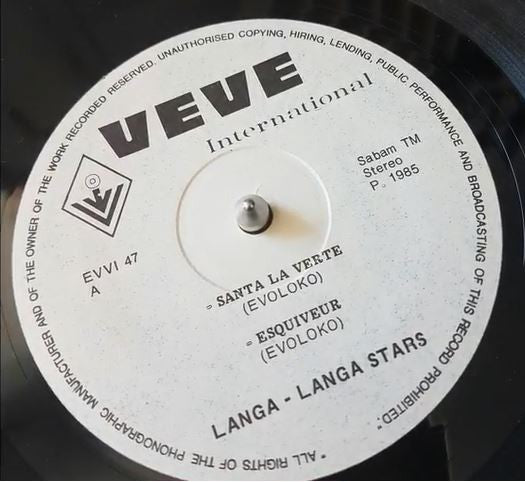 "ALL RIGHTS OF THE PHONOGRAPHIC MANUFACTURER AND OF THE OWNER OF THE WORK RECORDED RESERVED. UNAUTHORISED COPYING, HIRING, LENDING, PUBLIC PERFORMANCE AND BROADCASTING OF THIS RECORD PROHIBITED."
VEVE
International
Sabam TM
Stereo
P. 1985
EVVI 47
A
SANTA LA VERTE
(EVOLOKO)
ESQUIVEUR
(EVOLOKO)
LANGA - LANGA STARS